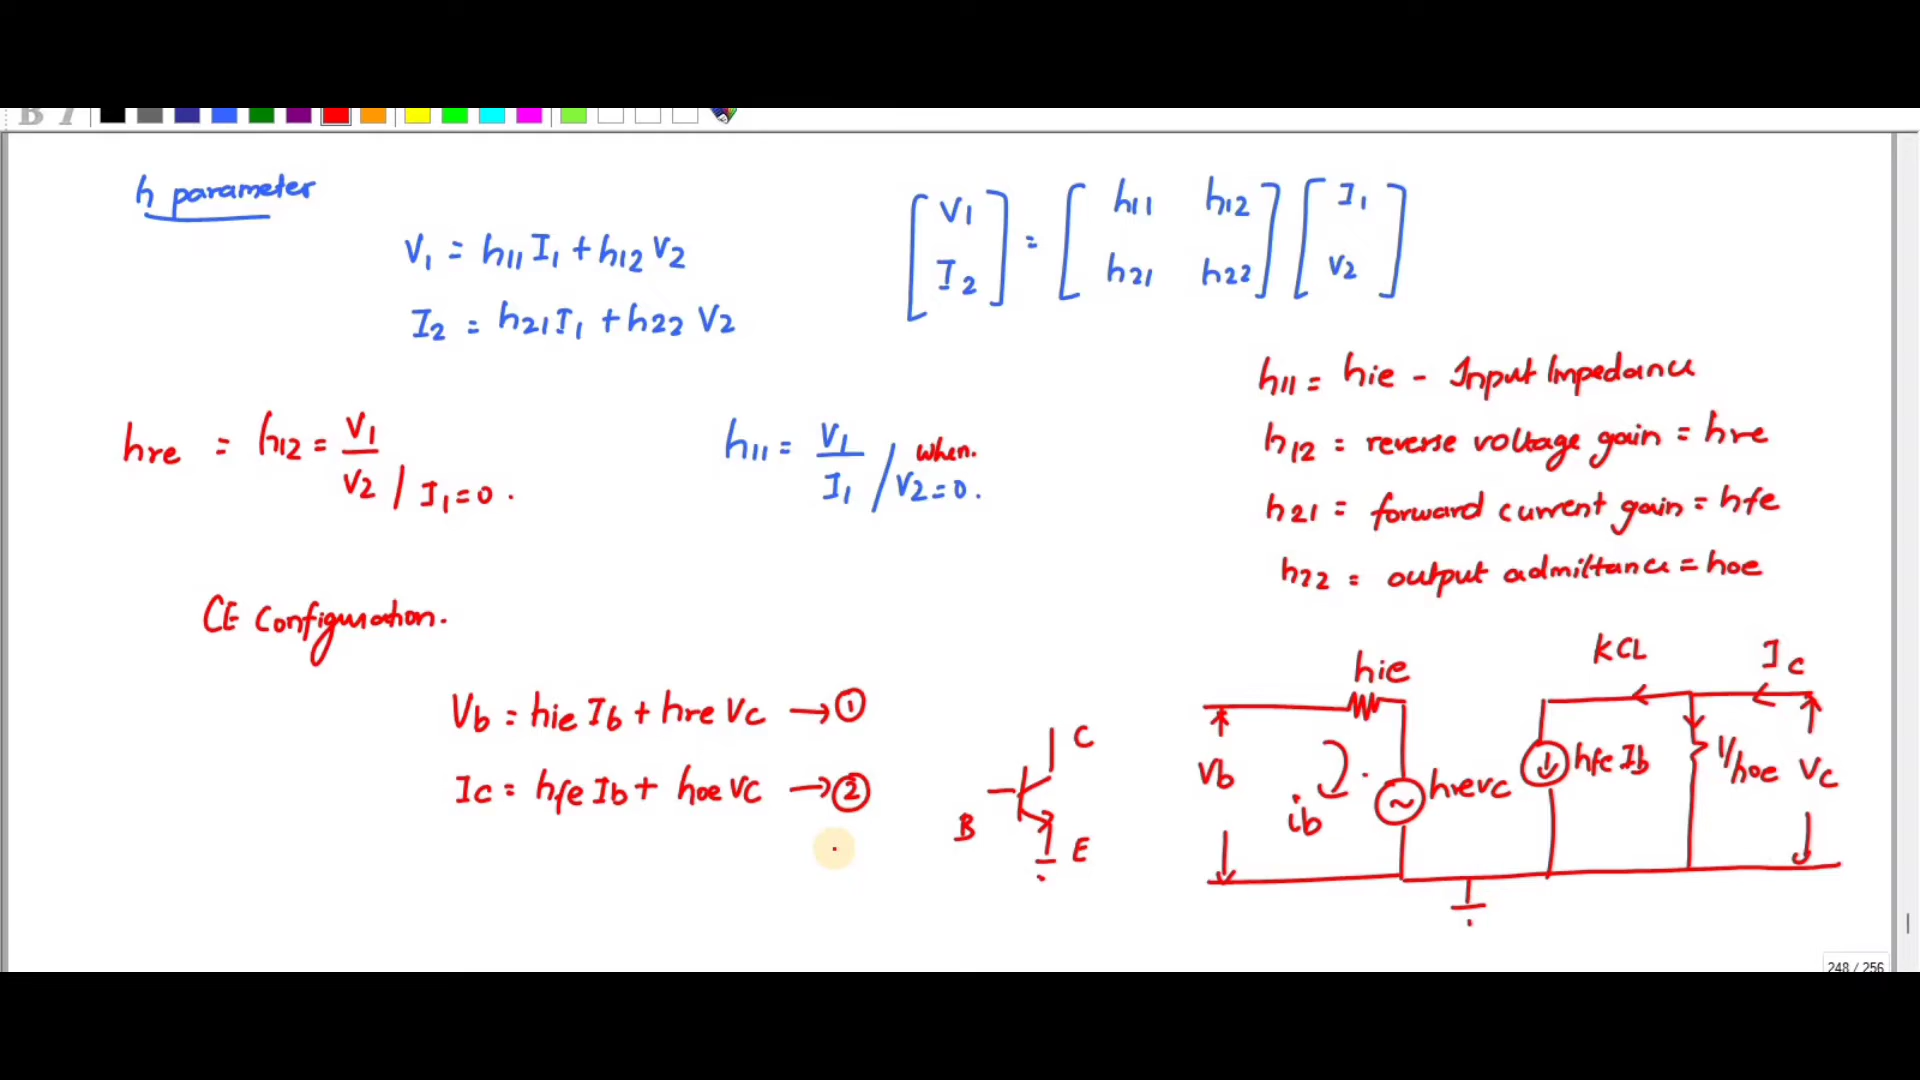 B I
h parameter
V1 = h11 I1 + h12 V2
I2 = h21 I1 + h22 V2
[V1 I2] = [h11 h12 h21 h22] [I1 V2]
h11 = hie - Input Impedance
h12 = reverse voltage gain = hre
h21 = forward current gain = hfe
h22 = output admittance = hoe
hre = h12 = V1/V2 / I1=0.
h11 = V1/I1 / when. V2=0.
CE Configuration.
Vb = hie Ib + hre Vc → ①
Ic = hfe Ib + hoe Vc → ②
C
B
E
hie
KCL
Ic
Vb
ib
hrevc
hfe Ib
1/hoe
Vc
248 / 256